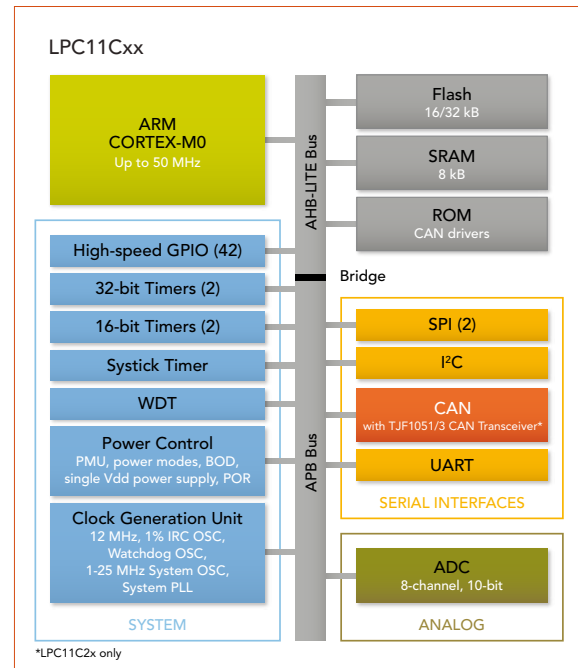 LPC11Cxx
ARM
CORTEX-M0
Up to 50 MHz
High-speed GPIO (42)
32-bit Timers (2)
16-bit Timers (2)
Systick Timer
WDT
Power Control
PMU, power modes, BOD,
single Vdd power supply, POR
Clock Generation Unit
12 MHz, 1% IRC OSC,
Watchdog OSC,
1-25 MHz System OSC,
System PLL
SYSTEM
AHB-LITE Bus
Bridge
APB Bus
Flash
16/32 kB
SRAM
8 kB
ROM
CAN drivers
SPI (2)
I²C
CAN
with TJF1051/3 CAN Transceiver*
UART
SERIAL INTERFACES
ADC
8-channel, 10-bit
ANALOG
*LPC11C2x only